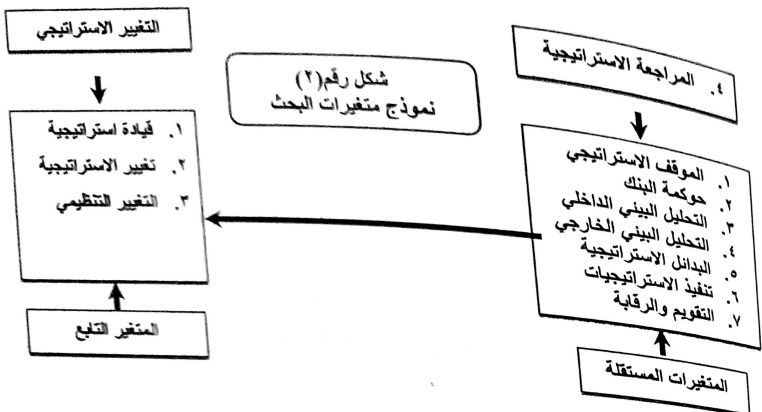 شكل رقم(٢)
نموذج متغيرات البحث
٤. المراجعة الاستراتيجية
١. الموقف الاستراتيجي
٢. حوكمة البنك
٣. التحليل البيئي الداخلي
٤. التحليل البيئي الخارجي
٥. البدائل الاستراتيجية
٦. تنفيذ الاستراتيجيات
٧. التقويم والرقابة
المتغيرات المستقلة
التغيير الاستراتيجي
١. قيادة استراتيجية
٢. تغيير الاستراتيجية
٣. التغيير التنظيمي
المتغير التابع